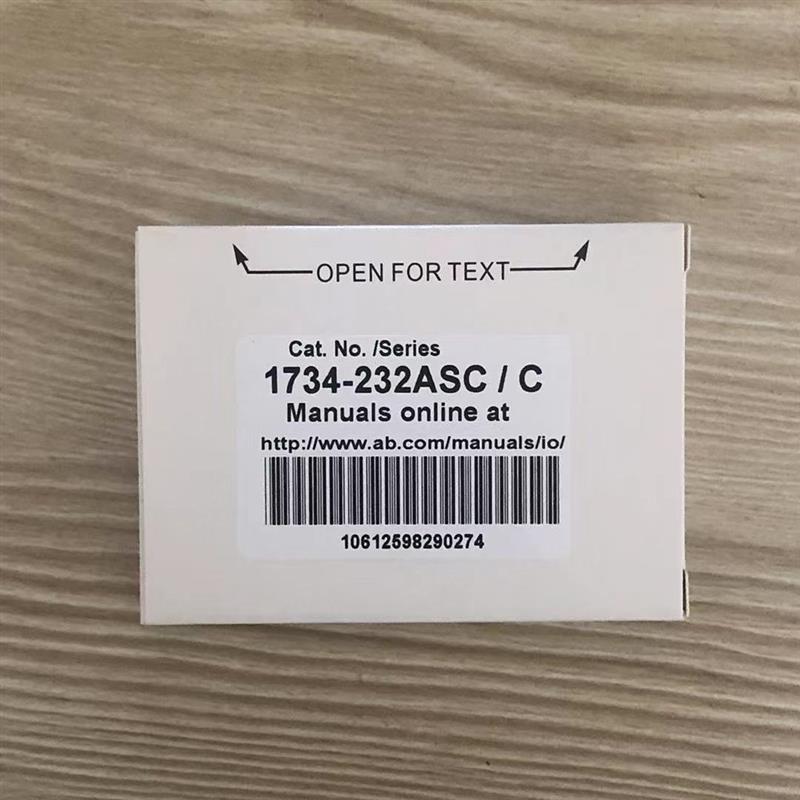 OPEN FOR TEXT
Cat. No. /Series
1734-232ASC / C
Manuals online at
http://www.ab.com/manuals/io/
10612598290274